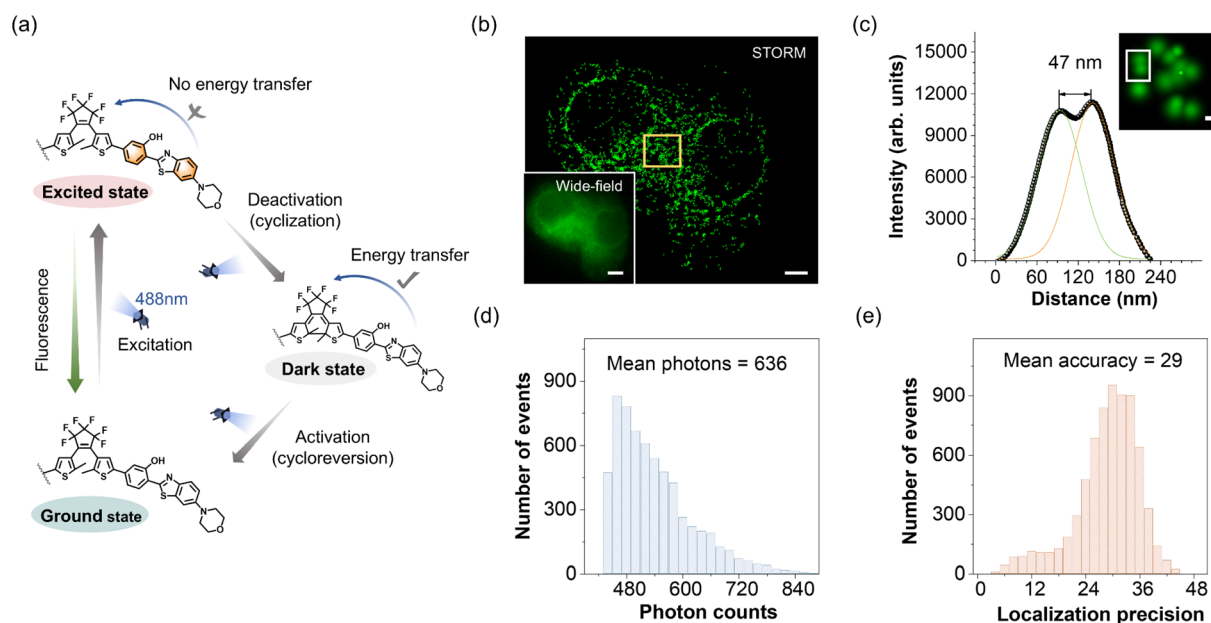 (a)
No energy transfer
F
F
F
F
F
F
S
S
OH
N
S
N
O
Excited state
Deactivation
(cyclization)
Energy transfer
488nm
Excitation
Fluorescence
F
F
F
F
F
F
S
S
OH
N
S
N
O
Dark state
Activation
(cycloreversion)
F
F
F
F
F
F
S
S
OH
N
S
N
O
Ground state
(b)
STORM
Wide-field
(c)
47 nm
Intensity (arb. units)
15000
12000
9000
6000
3000
0
0 60 120 180 240
Distance (nm)
(d)
Mean photons = 636
Number of events
900
600
300
0
480 600 720 840
Photon counts
(e)
Mean accuracy = 29
Number of events
900
600
300
0
0 12 24 36 48
Localization precision